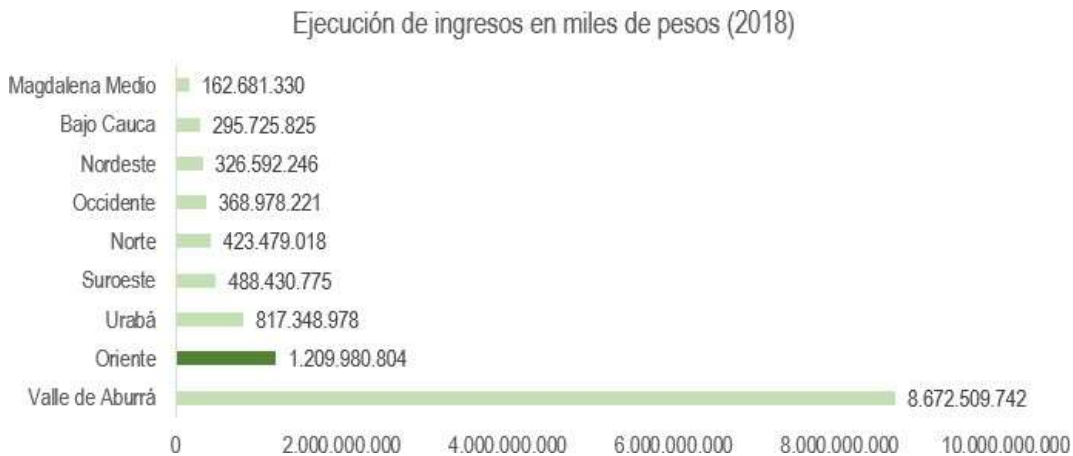 Ejecución de ingresos en miles de pesos (2018)
Magdalena Medio 162.681.330
Bajo Cauca 295.725.825
Nordeste 326.592.246
Occidente 368.978.221
Norte 423.479.018
Suroeste 488.430.775
Urabá 817.348.978
Oriente 1.209.980.804
Valle de Aburrá 8.672.509.742
0 2.000.000.000 4.000.000.000 6.000.000.000 8.000.000.000 10.000.000.000